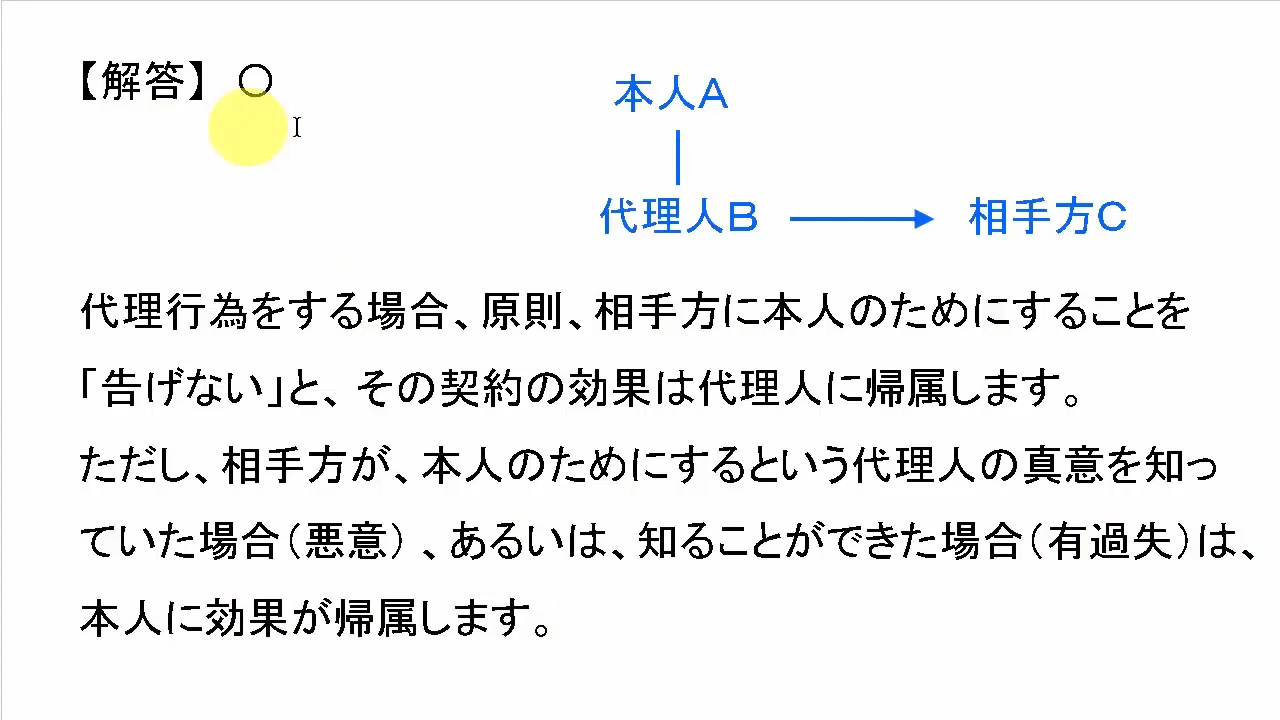 【解答】 ○
本人A
代理人B → 相手方C
代理行為をする場合、原則、相手方に本人のためにすることを
「告げない」と、その契約の効果は代理人に帰属します。
ただし、相手方が、本人のためにするという代理人の真意を知っ
ていた場合（悪意）、あるいは、知ることができた場合（有過失）は、
本人に効果が帰属します。